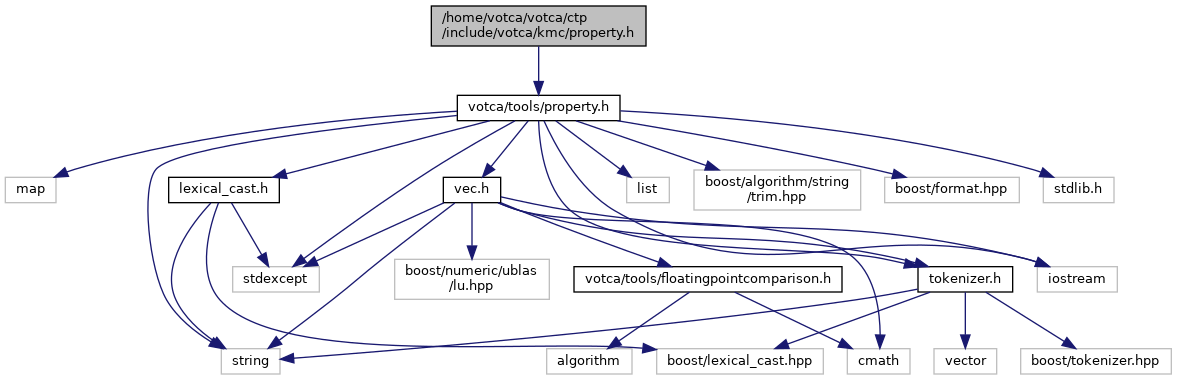 /home/votca/votca/ctp
/include/votca/kmc/property.h
votca/tools/property.h
map
lexical_cast.h
vec.h
list
boost/algorithm/string
/trim.hpp
boost/format.hpp
stdlib.h
stdexcept
boost/numeric/ublas
/lu.hpp
votca/tools/floatingpointcomparison.h
tokenizer.h
iostream
string
algorithm
boost/lexical_cast.hpp
cmath
vector
boost/tokenizer.hpp